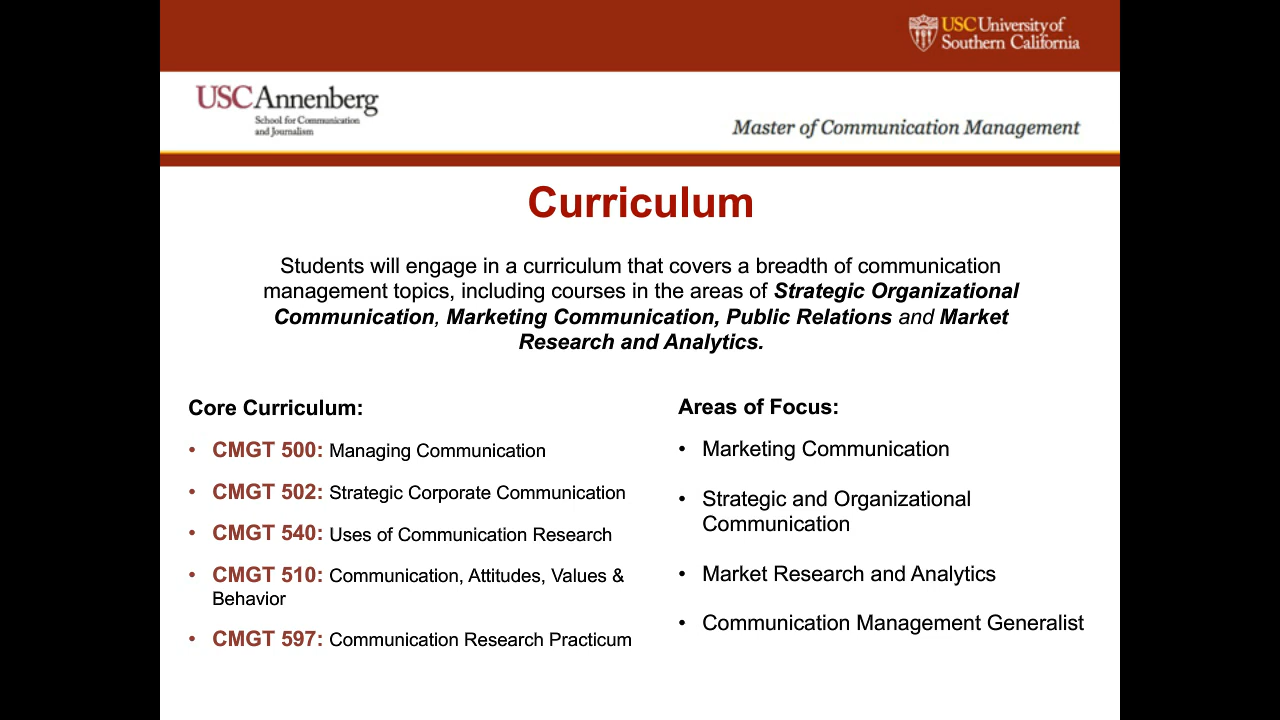 USC University of
Southern California
USC Annenberg
School for Communication
and Journalism
Master of Communication Management
Curriculum
Students will engage in a curriculum that covers a breadth of communication
management topics, including courses in the areas of Strategic Organizational
Communication, Marketing Communication, Public Relations and Market
Research and Analytics.
Core Curriculum:
• CMGT 500: Managing Communication
• CMGT 502: Strategic Corporate Communication
• CMGT 540: Uses of Communication Research
• CMGT 510: Communication, Attitudes, Values &
Behavior
• CMGT 597: Communication Research Practicum
Areas of Focus:
• Marketing Communication
• Strategic and Organizational
Communication
• Market Research and Analytics
• Communication Management Generalist